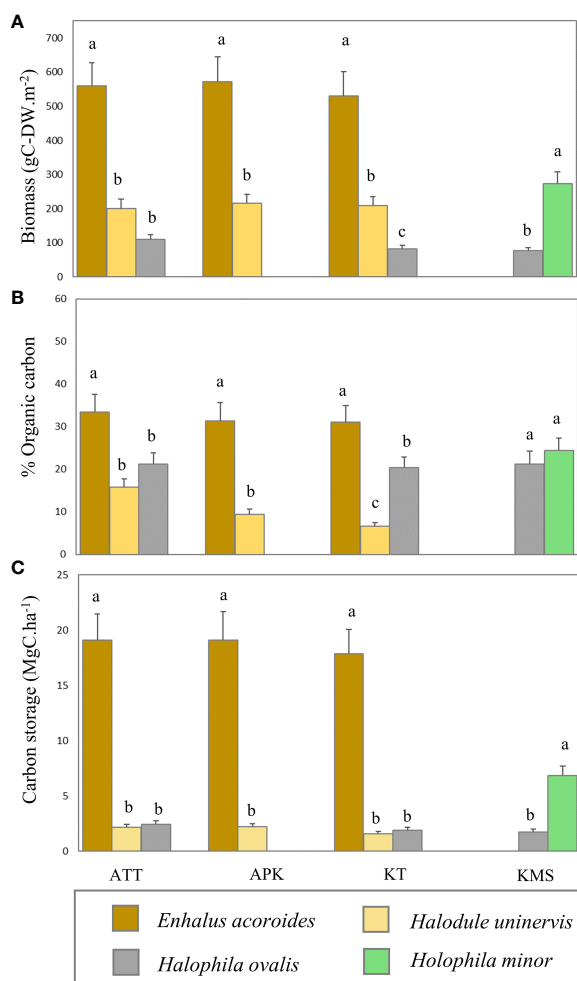 A
Biomass (gC-DW.m-2)
700
600
500
400
300
200
100
0
a
b
b
a
b
a
b
c
b
a
B
% Organic carbon
60
50
40
30
20
10
0
a
b
b
a
b
a
c
b
a
a
C
Carbon storage (MgC.ha-1)
25
20
15
10
5
0
a
b
b
a
b
a
b
b
b
a
ATT APK KT KMS
Enhalus acoroides Halodule uninervis
Halophila ovalis Holophila minor